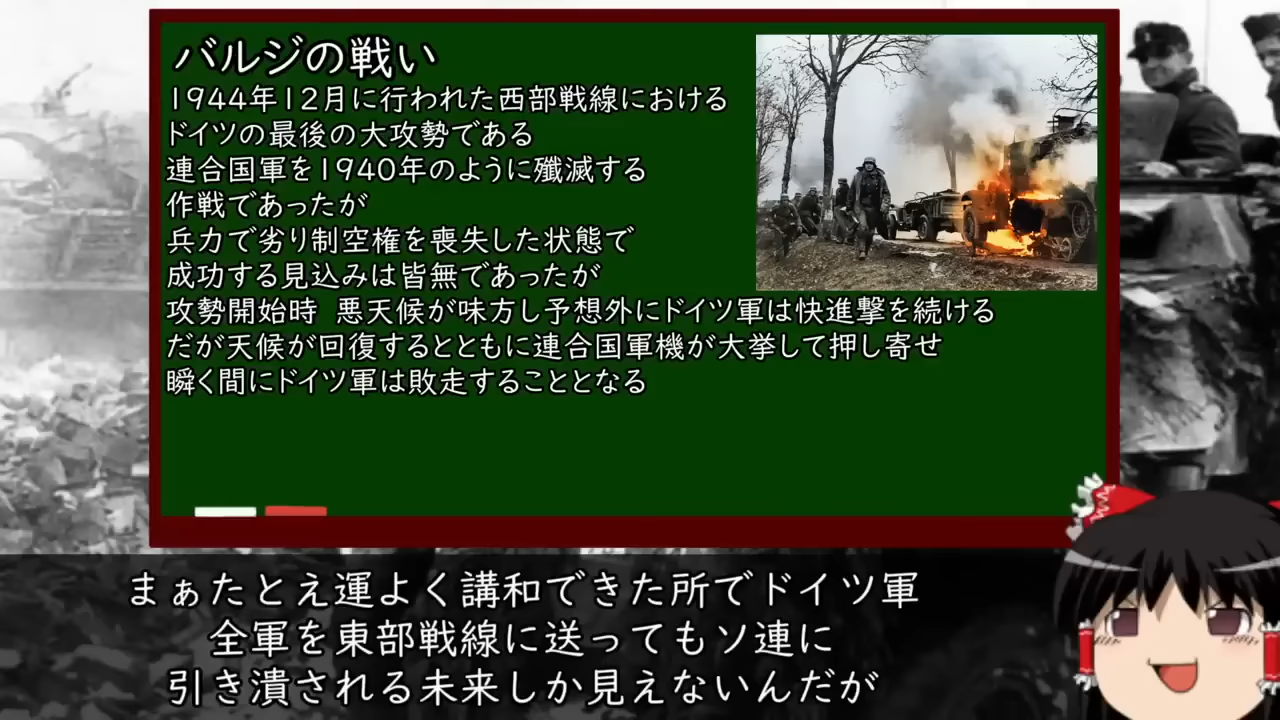 バルジの戦い
1944年12月に行われた西部戦線における
ドイツの最後の大攻勢である
連合国軍を1940年のように殲滅する
作戦であったが
兵力で劣り制空権を喪失した状態で
成功する見込みは皆無であったが
攻勢開始時 悪天候が味方し予想外にドイツ軍は快進撃を続ける
だが天候が回復するとともに連合国軍機が大挙して押し寄せ
瞬く間にドイツ軍は敗走することとなる
まぁたとえ運よく講和できた所でドイツ軍
全軍を東部戦線に送ってもソ連に
引き潰される未来しか見えないんだが